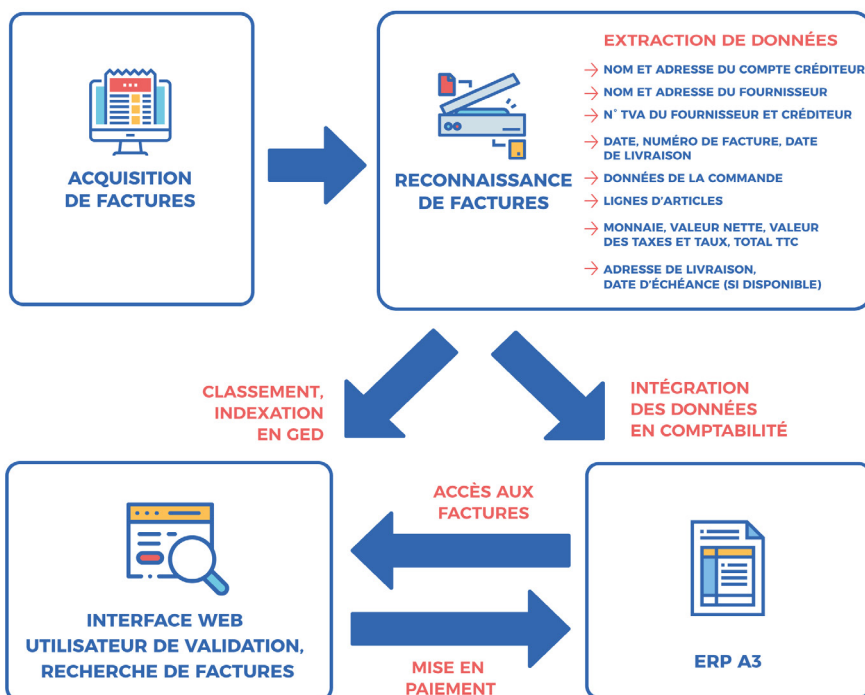 ACQUISITION
DE FACTURES
RECONNAISSANCE
DE FACTURES
EXTRACTION DE DONNÉES
→ NOM ET ADRESSE DU COMPTE CRÉDITEUR
→ NOM ET ADRESSE DU FOURNISSEUR
→ N° TVA DU FOURNISSEUR ET CRÉDITEUR
→ DATE, NUMÉRO DE FACTURE, DATE
DE LIVRAISON
→ DONNÉES DE LA COMMANDE
→ LIGNES D'ARTICLES
→ MONNAIE, VALEUR NETTE, VALEUR
DES TAXES ET TAUX, TOTAL TTC
→ ADRESSE DE LIVRAISON,
DATE D'ÉCHÉANCE (SI DISPONIBLE)
CLASSEMENT,
INDEXATION
EN GED
INTÉGRATION
DES DONNÉES
EN COMPTABILITÉ
ACCÈS AUX
FACTURES
INTERFACE WEB
UTILISATEUR DE VALIDATION,
RECHERCHE DE FACTURES
MISE EN
PAIEMENT
ERP A3